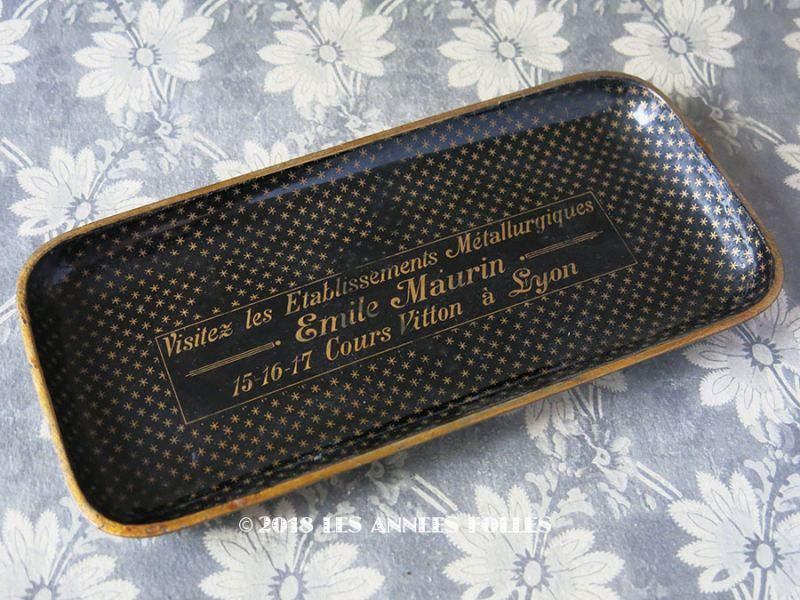 Visitez les Etablissements Métallurgiques
Emile Maurin
15-16-17 Cours Vitton à Lyon
© 2018 LES ANNEES FOLLES